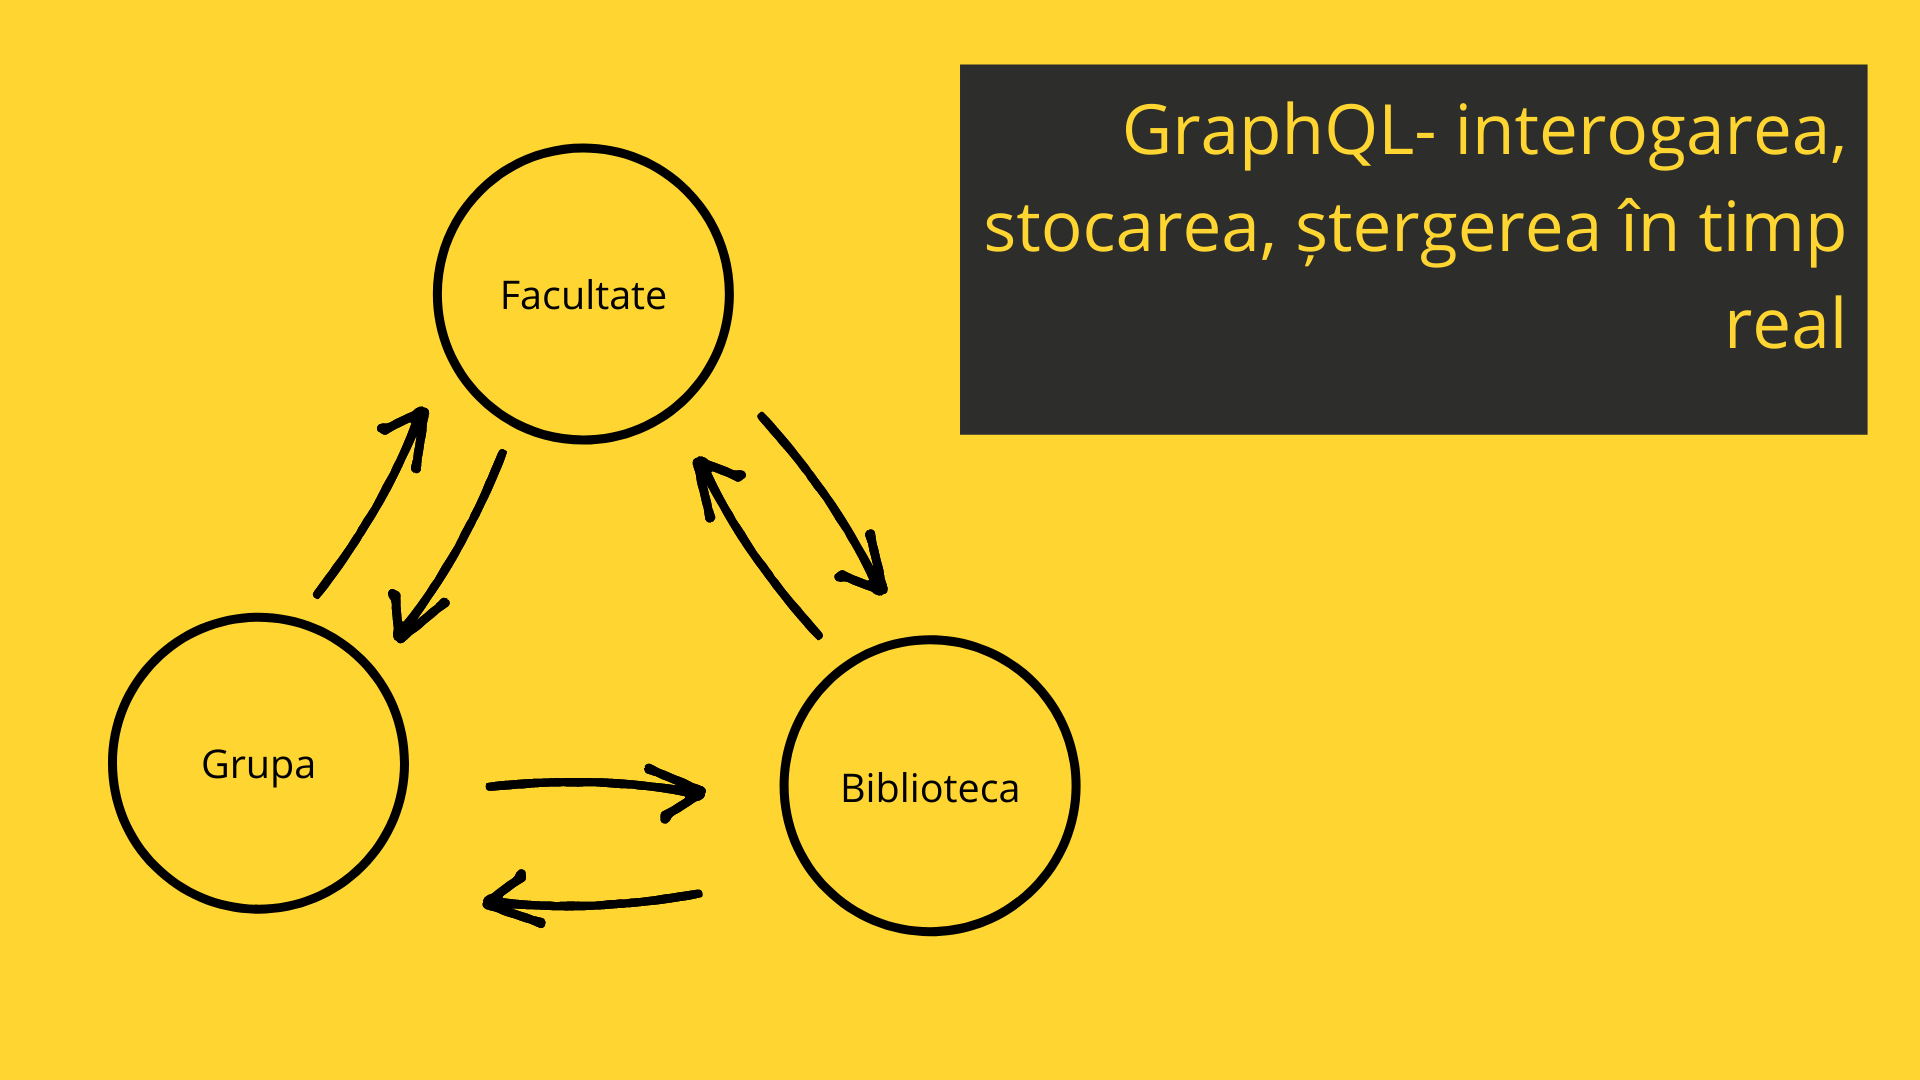 GraphQL- interogarea,
stocarea, ștergerea în timp
real
Facultate
Grupa
Biblioteca